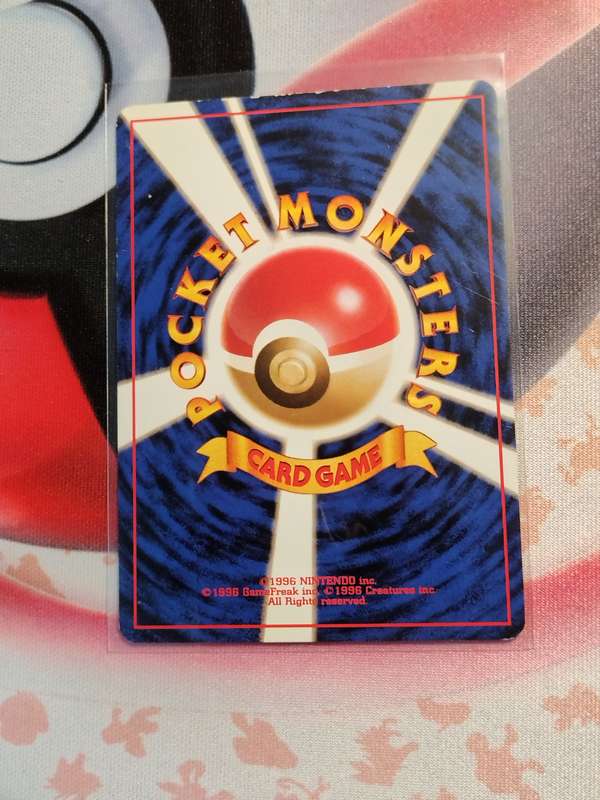 POCKET MONSTERS
CARD GAME
©1996 NINTENDO inc.
©1996 GameFreak inc. ©1996 Creatures inc.
All Rights reserved.